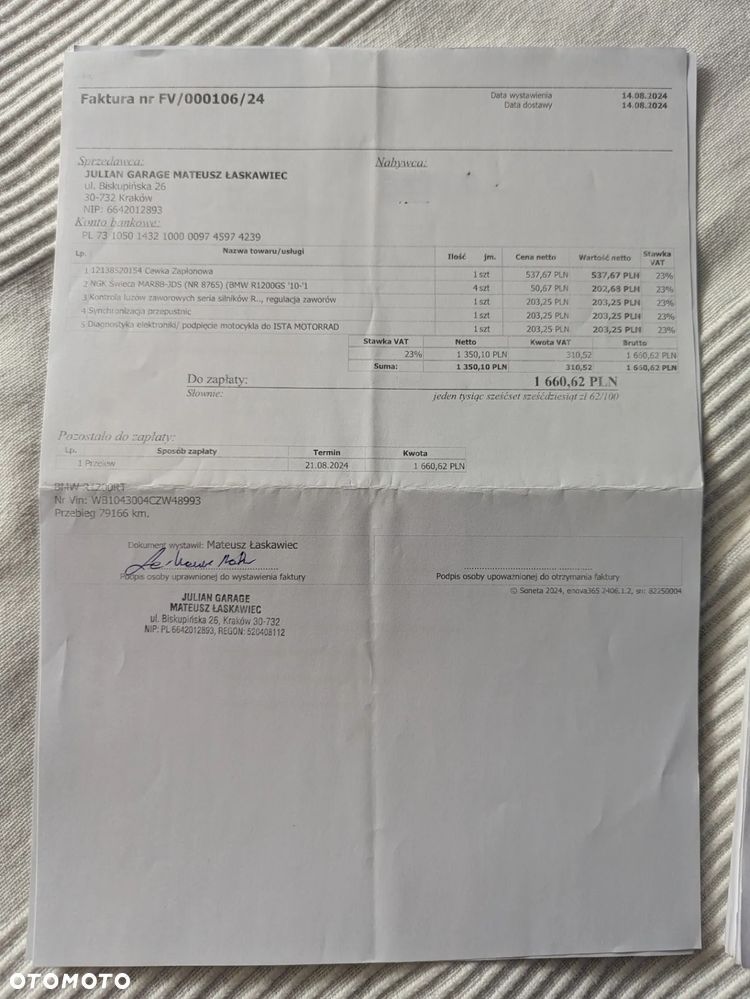 Faktura nr FV/000106/24
Data wystawienia 14.08.2024
Data dostawy 14.08.2024
Sprzedawca:
Nabywca:
JULIAN GARAGE MATEUSZ ŁASKAWIEC
ul. Biskupińska 26
30-732 Kraków
NIP: 6642012893
Konto bankowe:
PL 73 1050 1432 1000 0097 4597 4239
Lp. Nazwa towaru/usługi Ilość jm. Cena netto Wartość netto Stawka VAT
1 12138520154 Cewka Zapłonowa 1 szt 537,67 PLN 537,67 PLN 23%
2 NGK Świeca MAR8B-JDS (NR 8765) (BMW R1200GS '10-'1 4 szt 50,67 PLN 202,68 PLN 23%
3 Kontrola luzów zaworowych seria silników R.., regulacja zaworów 1 szt 203,25 PLN 203,25 PLN 23%
4 Synchronizacja przepustnic 1 szt 203,25 PLN 203,25 PLN 23%
5 Diagnostyka elektroniki/ podpięcie motocykla do ISTA MOTORRAD 1 szt 203,25 PLN 203,25 PLN 23%
Stawka VAT Netto Kwota VAT Brutto
23% 1 350,10 PLN 310,52 1 660,62 PLN
Suma: 1 350,10 PLN 310,52 1 660,62 PLN
Do zapłaty: 1 660,62 PLN
Słownie: jeden tysiąc sześćset sześćdziesiąt zł 62/100
Pozostało do zapłaty:
Lp. Sposób zapłaty Termin Kwota
1 Przelew 21.08.2024 1 660,62 PLN
BMW R1200RT
Nr Vin: WB1043004CZW48993
Przebieg 79166 km.
Dokument wystawił: Mateusz Łaskawiec
Podpis osoby uprawnionej do wystawienia faktury
Podpis osoby upoważnionej do otrzymania faktury
© Soneta 2024, enova365 2406.1.2, sn: 82250004
JULIAN GARAGE
MATEUSZ ŁASKAWIEC
ul. Biskupińska 26, Kraków 30-732
NIP: PL 6642012893, REGON: 520408112
OTOMOTO